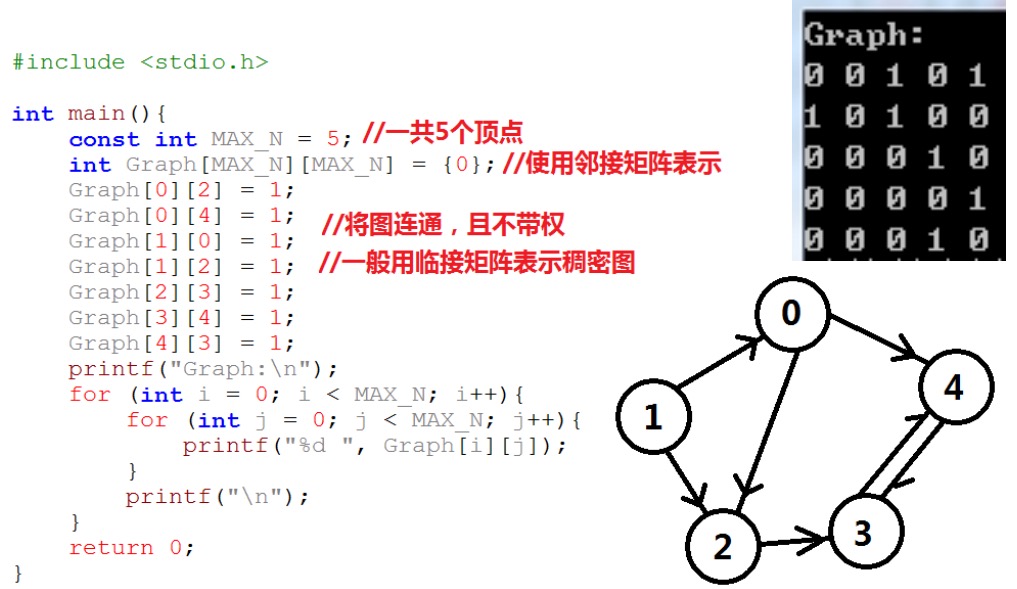 #include <stdio.h>
int main(){
const int MAX_N = 5; //一共5个顶点
int Graph[MAX_N][MAX_N] = {0}; //使用邻接矩阵表示
Graph[0][2] = 1;
Graph[0][4] = 1;
Graph[1][0] = 1; //将图连通，且不带权
Graph[1][2] = 1; //一般用临接矩阵表示稠密图
Graph[2][3] = 1;
Graph[3][4] = 1;
Graph[4][3] = 1;
printf("Graph:\n");
for (int i = 0; i < MAX_N; i++){
for (int j = 0; j < MAX_N; j++){
printf("%d ", Graph[i][j]);
}
printf("\n");
}
return 0;
}
Graph:
0 0 1 0 1
1 0 1 0 0
0 0 0 1 0
0 0 0 0 1
0 0 0 1 0
0
4
1
3
2